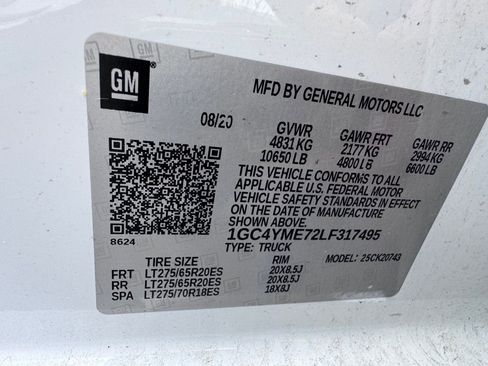 GM
MFD BY GENERAL MOTORS LLC
08/20
GVWR GAWR FRT GAWR RR
4831 KG 2177 KG 2994 KG
10650 LB 4800 LB 6600 LB
THIS VEHICLE CONFORMS TO ALL
APPLICABLE U.S. FEDERAL MOTOR
VEHICLE SAFETY STANDARDS IN
EFFECT ON THE DATE OF MANUFACTURE
SHOWN ABOVE.
1GC4YME72LF317495
TYPE: TRUCK MODEL: 25CK20743
8624
TIRE SIZE RIM
FRT LT275/65R20ES 20X8.5J
RR LT275/65R20ES 20X8.5J
SPA LT275/70R18ES 18X8J